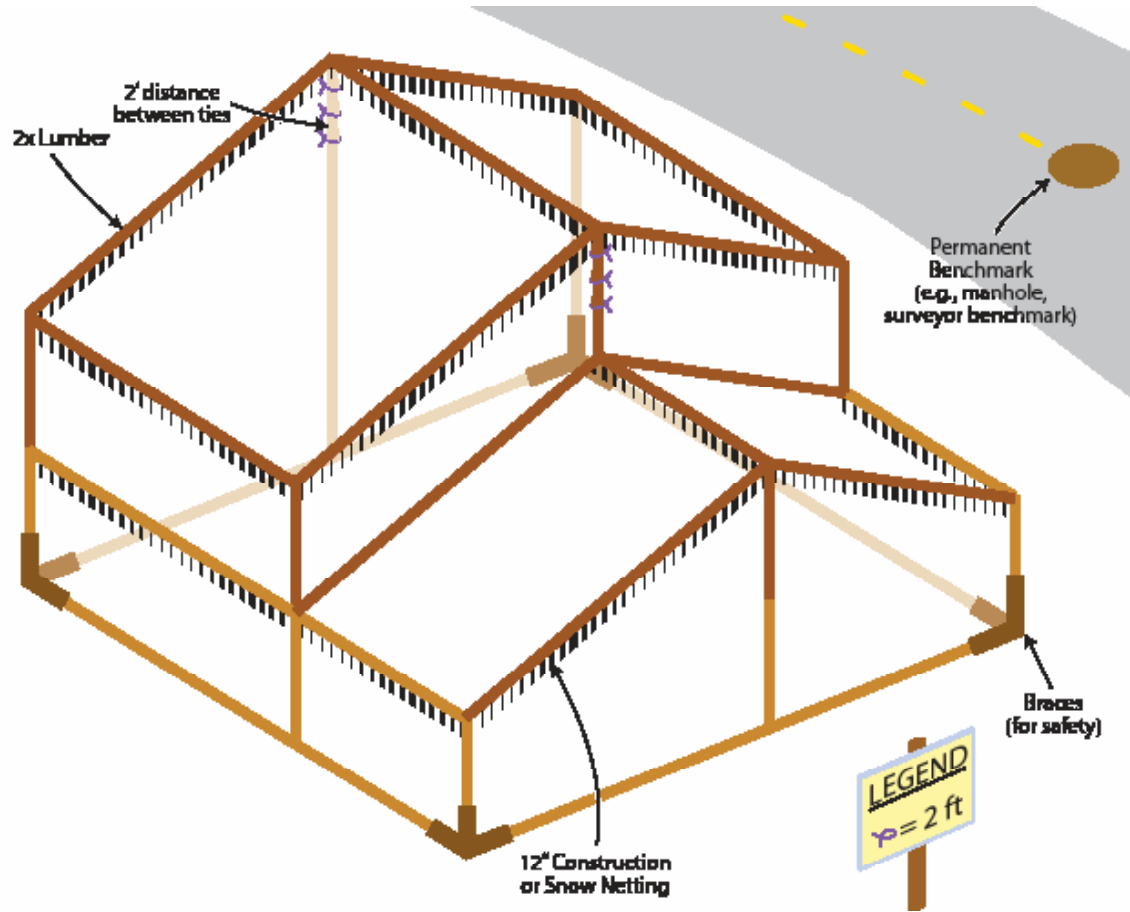 2' distance
between ties
2x Lumber
Permanent
Benchmark
(e.g., manhole,
surveyor benchmark)
Braces
(for safety)
LEGEND
= 2 ft
12" Construction
or Snow Netting